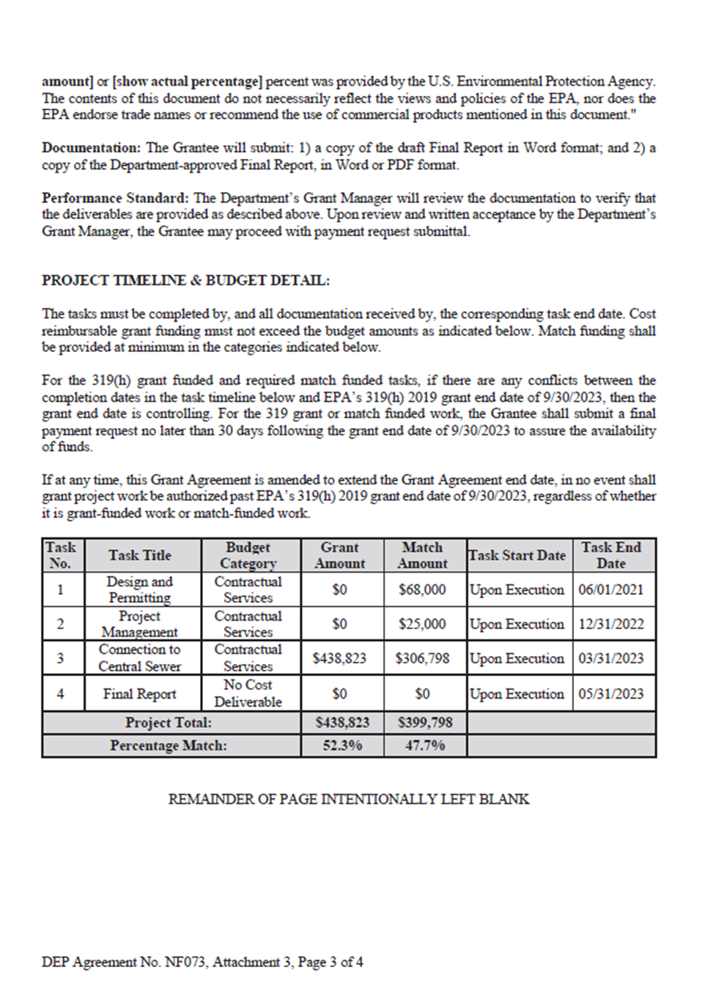 amount] or [show actual percentage] percent was provided by the U.S. Environmental Protection Agency.
The contents of this document do not necessarily reflect the views and policies of the EPA, nor does the
EPA endorse trade names or recommend the use of commercial products mentioned in this document."
Documentation: The Grantee will submit: 1) a copy of the draft Final Report in Word format; and 2) a
copy of the Department-approved Final Report, in Word or PDF format.
Performance Standard: The Department's Grant Manager will review the documentation to verify that
the deliverables are provided as described above. Upon review and written acceptance by the Department's
Grant Manager, the Grantee may proceed with payment request submittal.
PROJECT TIMELINE & BUDGET DETAIL:
The tasks must be completed by, and all documentation received by, the corresponding task end date. Cost
reimbursable grant funding must not exceed the budget amounts as indicated below. Match funding shall
be provided at minimum in the categories indicated below.
For the 319(h) grant funded and required match funded tasks, if there are any conflicts between the
completion dates in the task timeline below and EPA's 319(h) 2019 grant end date of 9/30/2023, then the
grant end date is controlling. For the 319 grant or match funded work, the Grantee shall submit a final
payment request no later than 30 days following the grant end date of 9/30/2023 to assure the availability
of funds.
If at any time, this Grant Agreement is amended to extend the Grant Agreement end date, in no event shall
grant project work be authorized past EPA's 319(h) 2019 grant end date of 9/30/2023, regardless of whether
it is grant-funded work or match-funded work.
Task No. Task Title Budget Category Grant Amount Match Amount Task Start Date Task End Date
1 Design and Permitting Contractual Services $0 $68,000 Upon Execution 06/01/2021
2 Project Management Contractual Services $0 $25,000 Upon Execution 12/31/2022
3 Connection to Central Sewer Contractual Services $438,823 $306,798 Upon Execution 03/31/2023
4 Final Report No Cost Deliverable $0 $0 Upon Execution 05/31/2023
Project Total: $438,823 $399,798
Percentage Match: 52.3% 47.7%
REMAINDER OF PAGE INTENTIONALLY LEFT BLANK
DEP Agreement No. NF073, Attachment 3, Page 3 of 4